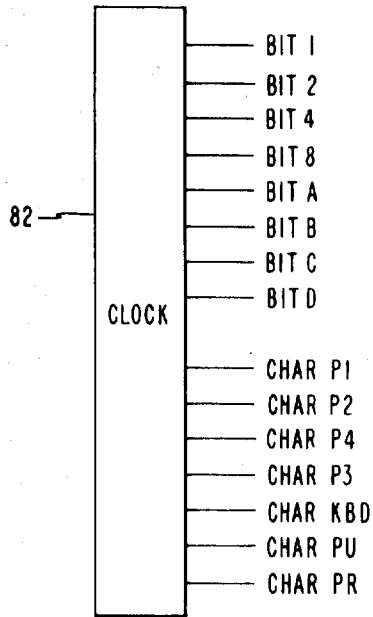 BIT 1
BIT 2
BIT 4
BIT 8
BIT A
82
BIT B
BIT C
BIT D
CLOCK
CHAR P1
CHAR P2
CHAR P4
CHAR P3
CHAR KBD
CHAR PU
CHAR PR